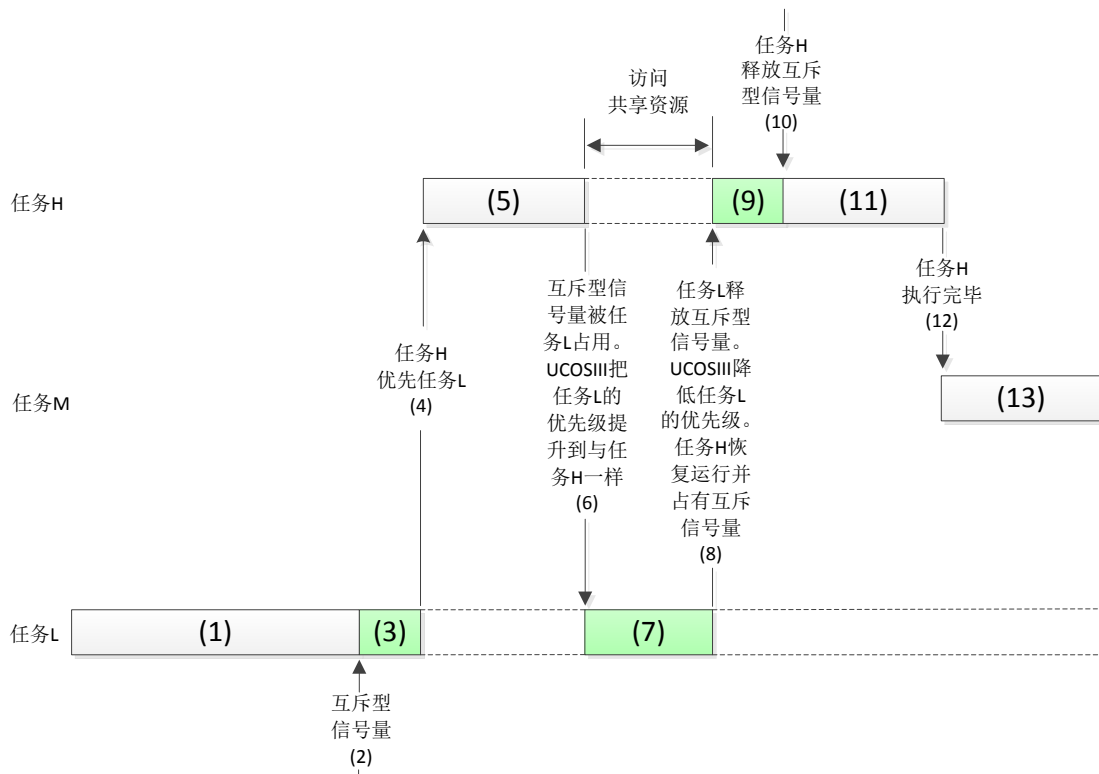 任务H
释放互斥
型信号量
(10)
访问
共享资源
任务H
(5)
(9)
(11)
任务H
优先任务L
(4)
互斥型信
号量被任
务L占用。
UCOSIII把
任务L的
优先级提
升到与任
务H一样
(6)
任务L释
放互斥型
信号量。
UCOSIII降
低任务L
的优先级。
任务H恢
复运行并
占有互斥
信号量
(8)
任务H
执行完毕
(12)
任务M
(13)
任务L
(1)
(3)
(7)
互斥型
信号量
(2)